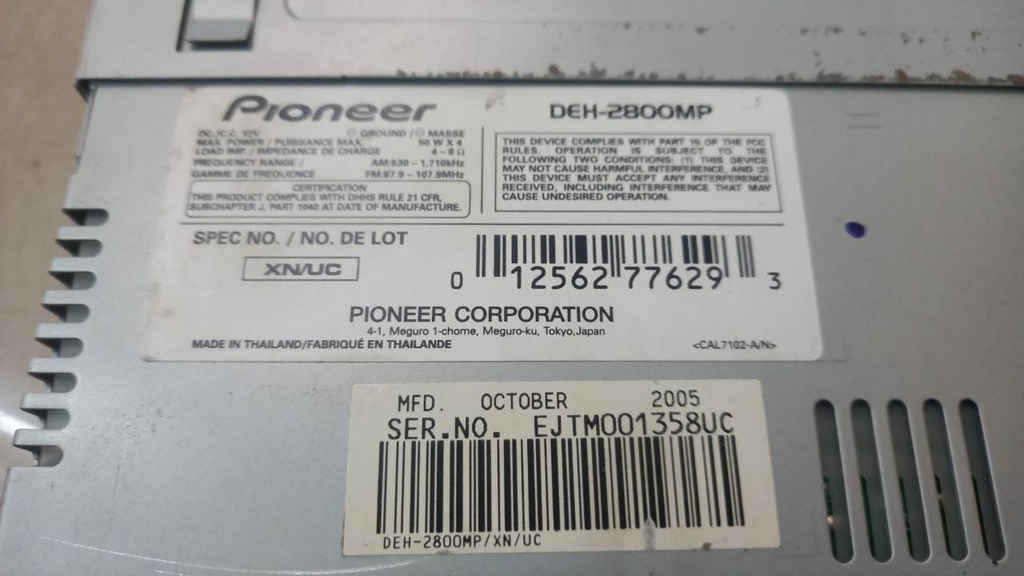 Pioneer
DEH-2800MP
DC./C.C. 12V ⊖ GROUND / ⊖ MASSE
MAX. POWER / PUISSANCE MAX. 50 W X 4
LOAD IMP. / IMPEDANCE DE CHARGE 4 – 8 Ω
FREQUENCY RANGE / AM:530 – 1,710kHz
GAMME DE FREQUENCE FM:87.9 – 107.9MHz
CERTIFICATION
THIS PRODUCT COMPLIES WITH DHHS RULE 21 CFR,
SUBCHAPTER J, PART 1040 AT DATE OF MANUFACTURE.
THIS DEVICE COMPLIES WITH PART 15 OF THE FCC
RULES. OPERATION IS SUBJECT TO THE
FOLLOWING TWO CONDITIONS: (1) THIS DEVICE
MAY NOT CAUSE HARMFUL INTERFERENCE, AND (2)
THIS DEVICE MUST ACCEPT ANY INTERFERENCE
RECEIVED, INCLUDING INTERFERENCE THAT MAY
CAUSE UNDESIRED OPERATION.
SPEC NO. / NO. DE LOT
XN/UC
0 12562 77629 3
PIONEER CORPORATION
4-1, Meguro 1-chome, Meguro-ku, Tokyo,Japan
MADE IN THAILAND/FABRIQUÉ EN THAILANDE
<CAL7102-A/N>
MFD. OCTOBER 2005
SER.NO. EJTM001358UC
DEH-2800MP/XN/UC